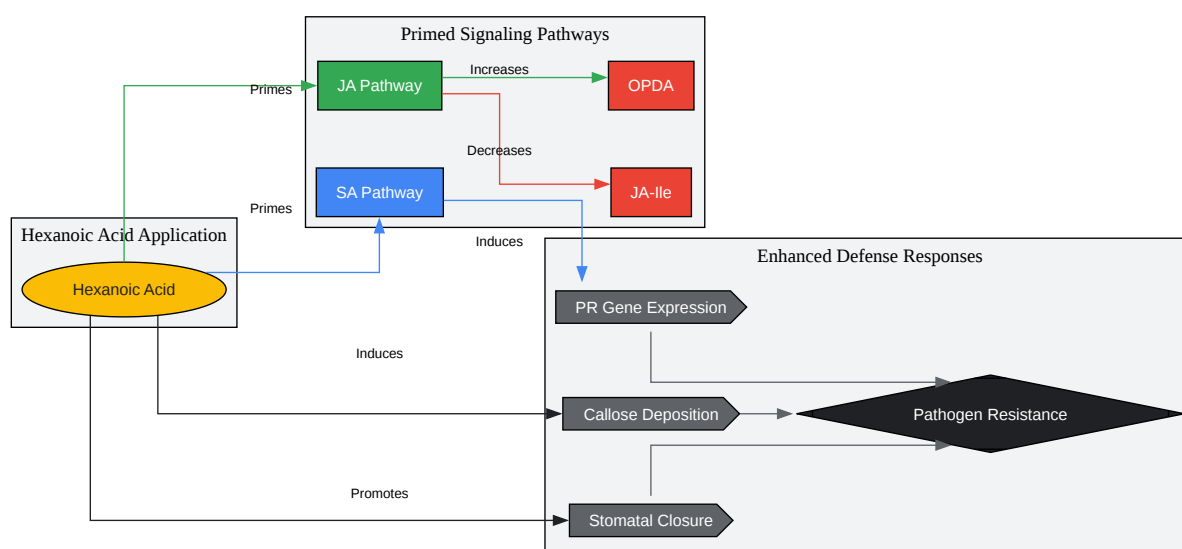 Primed Signaling Pathways
JA Pathway
Increases
OPDA
Primes
Decreases
SA Pathway
JA-Ile
Primes
Hexanoic Acid Application
Induces
Enhanced Defense Responses
Hexanoic Acid
PR Gene Expression
Induces
Callose Deposition
Pathogen Resistance
Promotes
Stomatal Closure